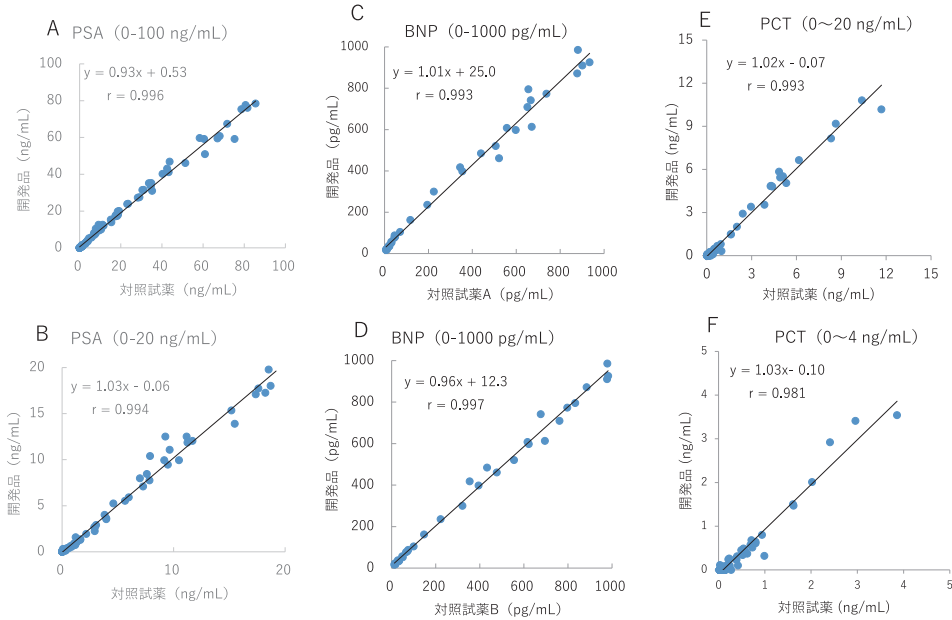 A PSA（0-100 ng/mL）
y = 0.93x + 0.53
r = 0.996
開発品（ng/mL）
100
80
60
40
20
0
0 20 40 60 80 100
対照試薬（ng/mL）
B PSA（0-20 ng/mL）
y = 1.03x - 0.06
r = 0.994
開発品（ng/mL）
20
15
10
5
0
0 10 20
対照試薬（ng/mL）
C BNP（0-1000 pg/mL）
y = 1.01x + 25.0
r = 0.993
開発品（pg/mL）
1000
800
600
400
200
0
0 200 400 600 800 1000
対照試薬A（pg/mL）
D BNP（0-1000 pg/mL）
y = 0.96x + 12.3
r = 0.997
開発品（pg/mL）
1000
800
600
400
200
0
0 200 400 600 800 1000
対照試薬B（pg/mL）
E PCT（0〜20 ng/mL）
y = 1.02x - 0.07
r = 0.993
開発品 (ng/mL)
15
12
9
6
3
0
0 3 6 9 12 15
対照試薬 (ng/mL)
F PCT（0〜4 ng/mL）
y = 1.03x- 0.10
r = 0.981
開発品 (ng/mL)
5
4
3
2
1
0
0 1 2 3 4 5
対照試薬 (ng/mL)